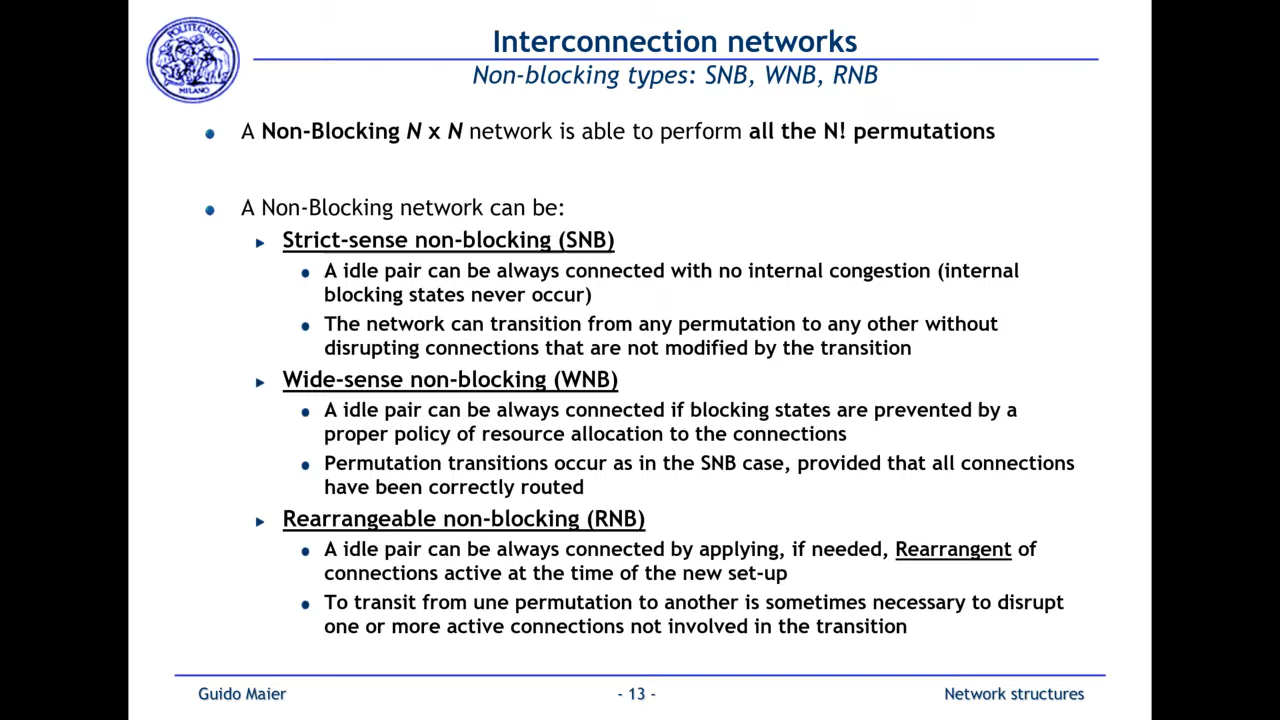 POLITECNICO
MILANO
Interconnection networks
Non-blocking types: SNB, WNB, RNB
A Non-Blocking N x N network is able to perform all the N! permutations
A Non-Blocking network can be:
Strict-sense non-blocking (SNB)
A idle pair can be always connected with no internal congestion (internal
blocking states never occur)
The network can transition from any permutation to any other without
disrupting connections that are not modified by the transition
Wide-sense non-blocking (WNB)
A idle pair can be always connected if blocking states are prevented by a
proper policy of resource allocation to the connections
Permutation transitions occur as in the SNB case, provided that all connections
have been correctly routed
Rearrangeable non-blocking (RNB)
A idle pair can be always connected by applying, if needed, Rearrangent of
connections active at the time of the new set-up
To transit from une permutation to another is sometimes necessary to disrupt
one or more active connections not involved in the transition
Guido Maier
- 13 -
Network structures